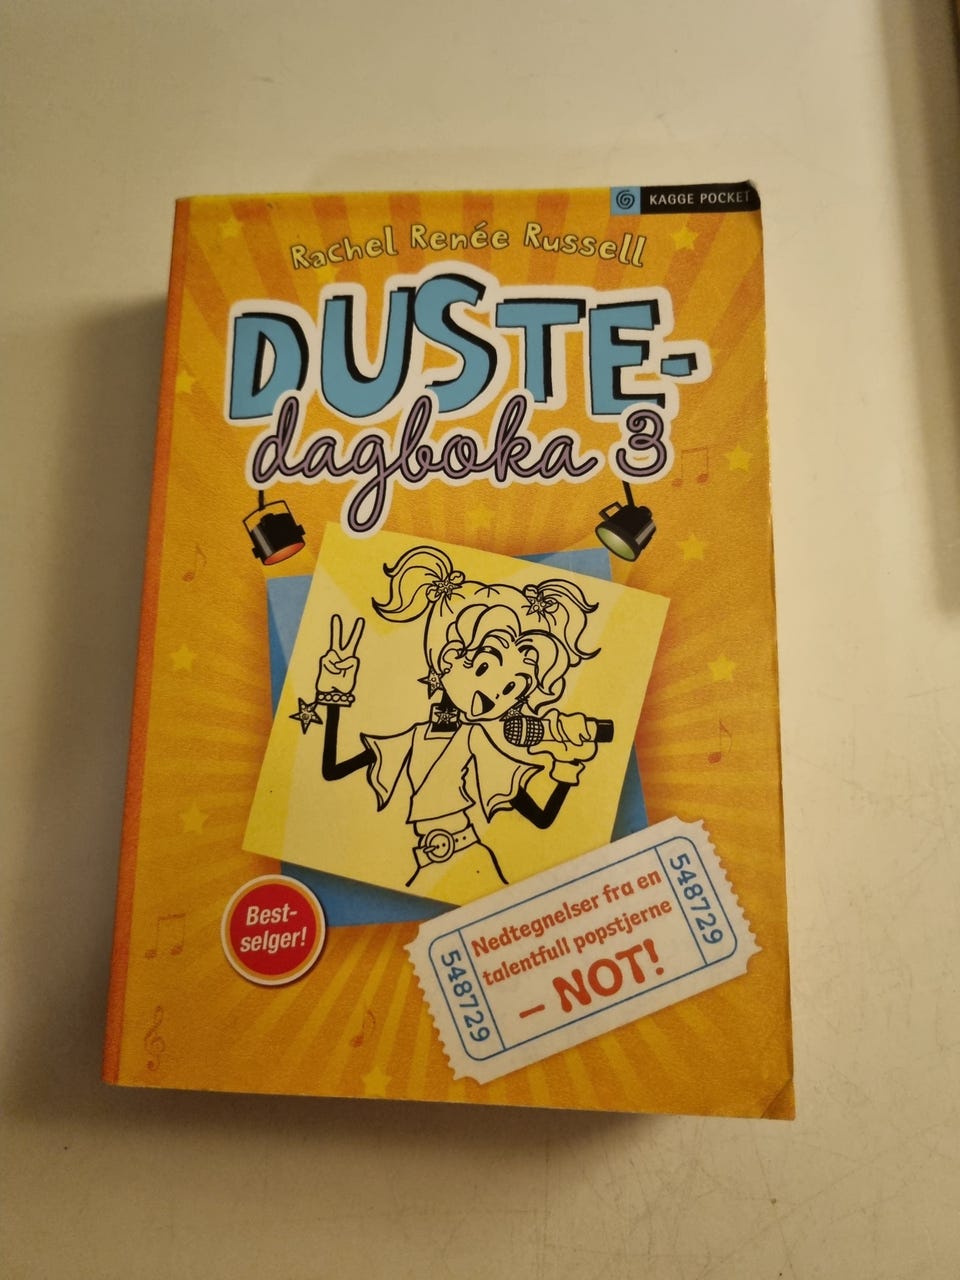 KAGGE POCKET
Rachel Renée Russell
DUSTE-
dagboka 3
Best-
selger!
548729
Nedtegnelser fra en
talentfull popstjerne
– NOT!
548729